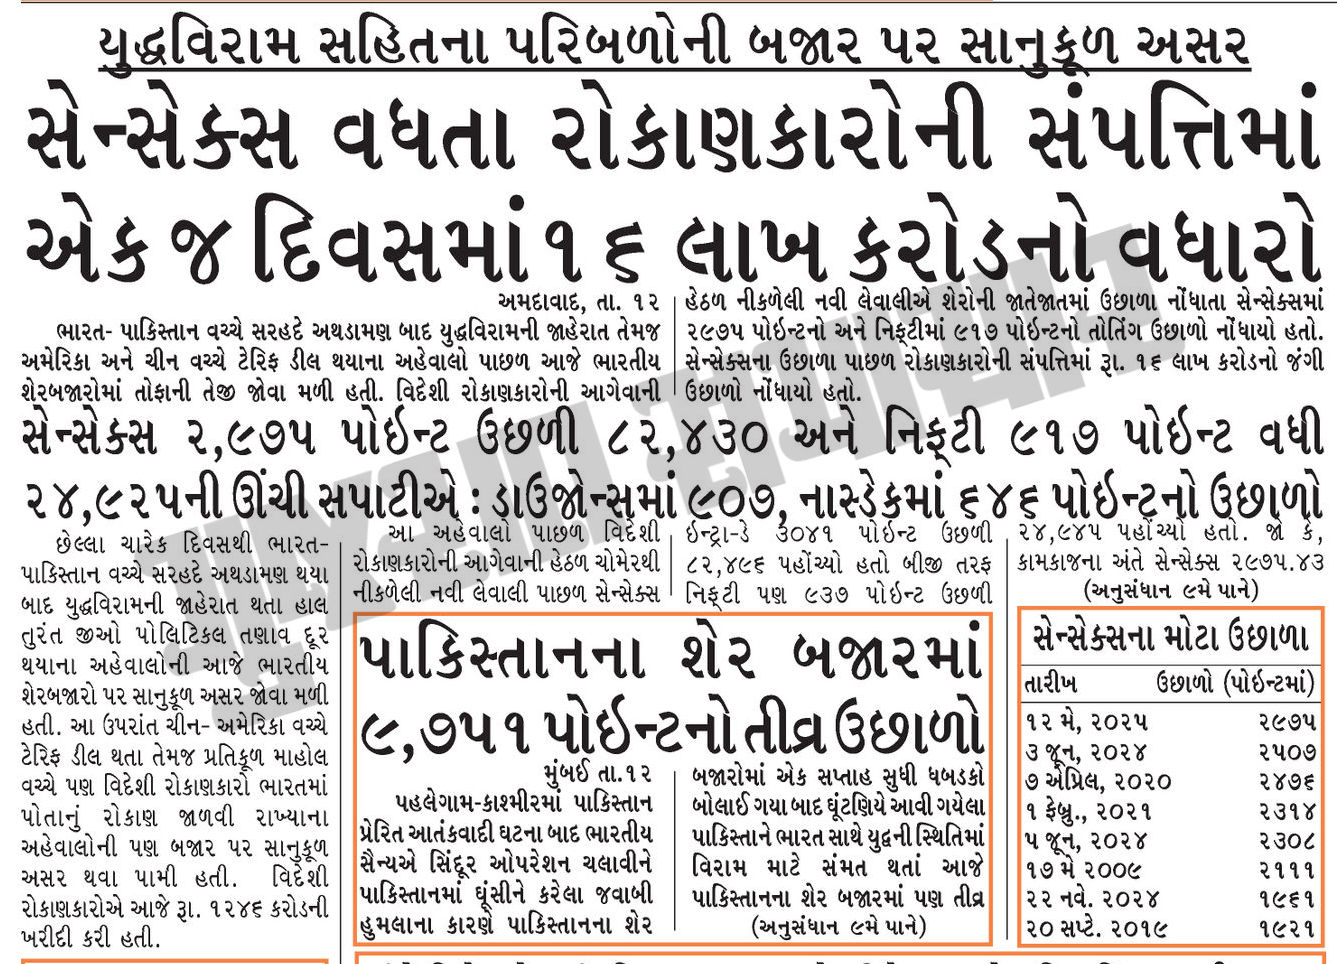 યુદ્ધવિરામ સહિતના પરિબળોની બજાર પર સાનુકૂળ અસર
સેન્સેક્સ વધતા રોકાણકારોની સંપત્તિમાં
એક જ દિવસમાં ૧૬ લાખ કરોડનો વધારો
અમદાવાદ, તા. ૧૨
ભારત- પાકિસ્તાન વચ્ચે સરહદે અથડામણ બાદ યુદ્ધવિરામની જાહેરાત તેમજ
અમેરિકા અને ચીન વચ્ચે ટેરિફ ડીલ થયાના અહેવાલો પાછળ આજે ભારતીય
શેરબજારોમાં તોફાની તેજી જોવા મળી હતી. વિદેશી રોકાણકારોની આગેવાની
હેઠળ નીકળેલી નવી લેવાલીએ શેરોની જાતેજાતમાં ઉછાળા નોંધાતા સેન્સેક્સમાં
૨૯૭૫ પોઇન્ટનો અને નિફ્ટીમાં ૯૧૭ પોઇન્ટનો તોતિંગ ઉછાળો નોંધાયો હતો.
સેન્સેક્સના ઉછાળા પાછળ રોકાણકારોની સંપત્તિમાં રૂા. ૧૬ લાખ કરોડનો જંગી
ઉછાળો નોંધાયો હતો.
સેન્સેક્સ ૨,૯૭૫ પોઇન્ટ ઉછળી ૮૨,૪૩૦ અને નિફ્ટી ૯૧૭ પોઇન્ટ વધી
૨૪,૯૨૫ની ઊંચી સપાટીએ : ડાઉજોન્સમાં ૯૦૭, નાસ્ડેકમાં ૬૪૬ પોઇન્ટનો ઉછાળો
છેલ્લા ચારેક દિવસથી ભારત-
પાકિસ્તાન વચ્ચે સરહદે અથડામણ થયા
બાદ યુદ્ધવિરામની જાહેરાત થતા હાલ
તુરંત જીઓ પોલિટિકલ તણાવ દૂર
થયાના અહેવાલોની આજે ભારતીય
શેરબજારો પર સાનુકૂળ અસર જોવા મળી
હતી. આ ઉપરાંત ચીન- અમેરિકા વચ્ચે
ટેરિફ ડીલ થતા તેમજ પ્રતિકૂળ માહોલ
વચ્ચે પણ વિદેશી રોકાણકારો ભારતમાં
પોતાનું રોકાણ જાળવી રાખ્યાના
અહેવાલોની પણ બજાર પર સાનુકૂળ
અસર થવા પામી હતી. વિદેશી
રોકાણકારોએ આજે રૂા. ૧૨૪૬ કરોડની
ખરીદી કરી હતી.
આ અહેવાલો પાછળ વિદેશી
રોકાણકારોની આગેવાની હેઠળ ચોમેરથી
નીકળેલી નવી લેવાલી પાછળ સેન્સેક્સ
ઇન્ટ્રા-ડે ૩૦૪૧ પોઇન્ટ ઉછળી
૮૨,૪૯૬ પહોંચ્યો હતો બીજી તરફ
નિફ્ટી પણ ૯૩૭ પોઇન્ટ ઉછળી
૨૪,૯૪૫ પહોંચ્યો હતો. જો કે,
કામકાજના અંતે સેન્સેક્સ ૨૯૭૫.૪૩
(અનુસંધાન ૯મે પાને)
પાકિસ્તાનના શેર બજારમાં
૯,૭૫૧ પોઇન્ટનો તીવ્ર ઉછાળો
મુંબઈ તા.૧૨
પહલેગામ-કાશ્મીરમાં પાકિસ્તાન
પ્રેરિત આતંકવાદી ઘટના બાદ ભારતીય
સૈન્યએ સિંદૂર ઓપરેશન ચલાવીને
પાકિસ્તાનમાં ઘૂંસીને કરેલા જવાબી
હુમલાના કારણે પાકિસ્તાનના શેર
બજારોમાં એક સપ્તાહ સુધી ધબડકો
બોલાઈ ગયા બાદ ઘૂંટણિયે આવી ગયેલા
પાકિસ્તાને ભારત સાથે યુદ્ધની સ્થિતિમાં
વિરામ માટે સંમત થતાં આજે
પાકિસ્તાનના શેર બજારમાં પણ તીવ્ર
(અનુસંધાન ૯મે પાને)
સેન્સેક્સના મોટા ઉછાળા
તારીખ ઉછાળો (પોઇન્ટમાં)
૧૨ મે, ૨૦૨૫ ૨૯૭૫
૩ જૂન, ૨૦૨૪ ૨૫૦૭
૭ એપ્રિલ, ૨૦૨૦ ૨૪૭૬
૧ ફેબ્રુ., ૨૦૨૧ ૨૩૧૪
૫ જૂન, ૨૦૨૪ ૨૩૦૮
૧૭ મે ૨૦૦૯ ૨૧૧૧
૨૨ નવે. ૨૦૨૪ ૧૯૬૧
૨૦ સપ્ટે. ૨૦૧૯ ૧૯૨૧